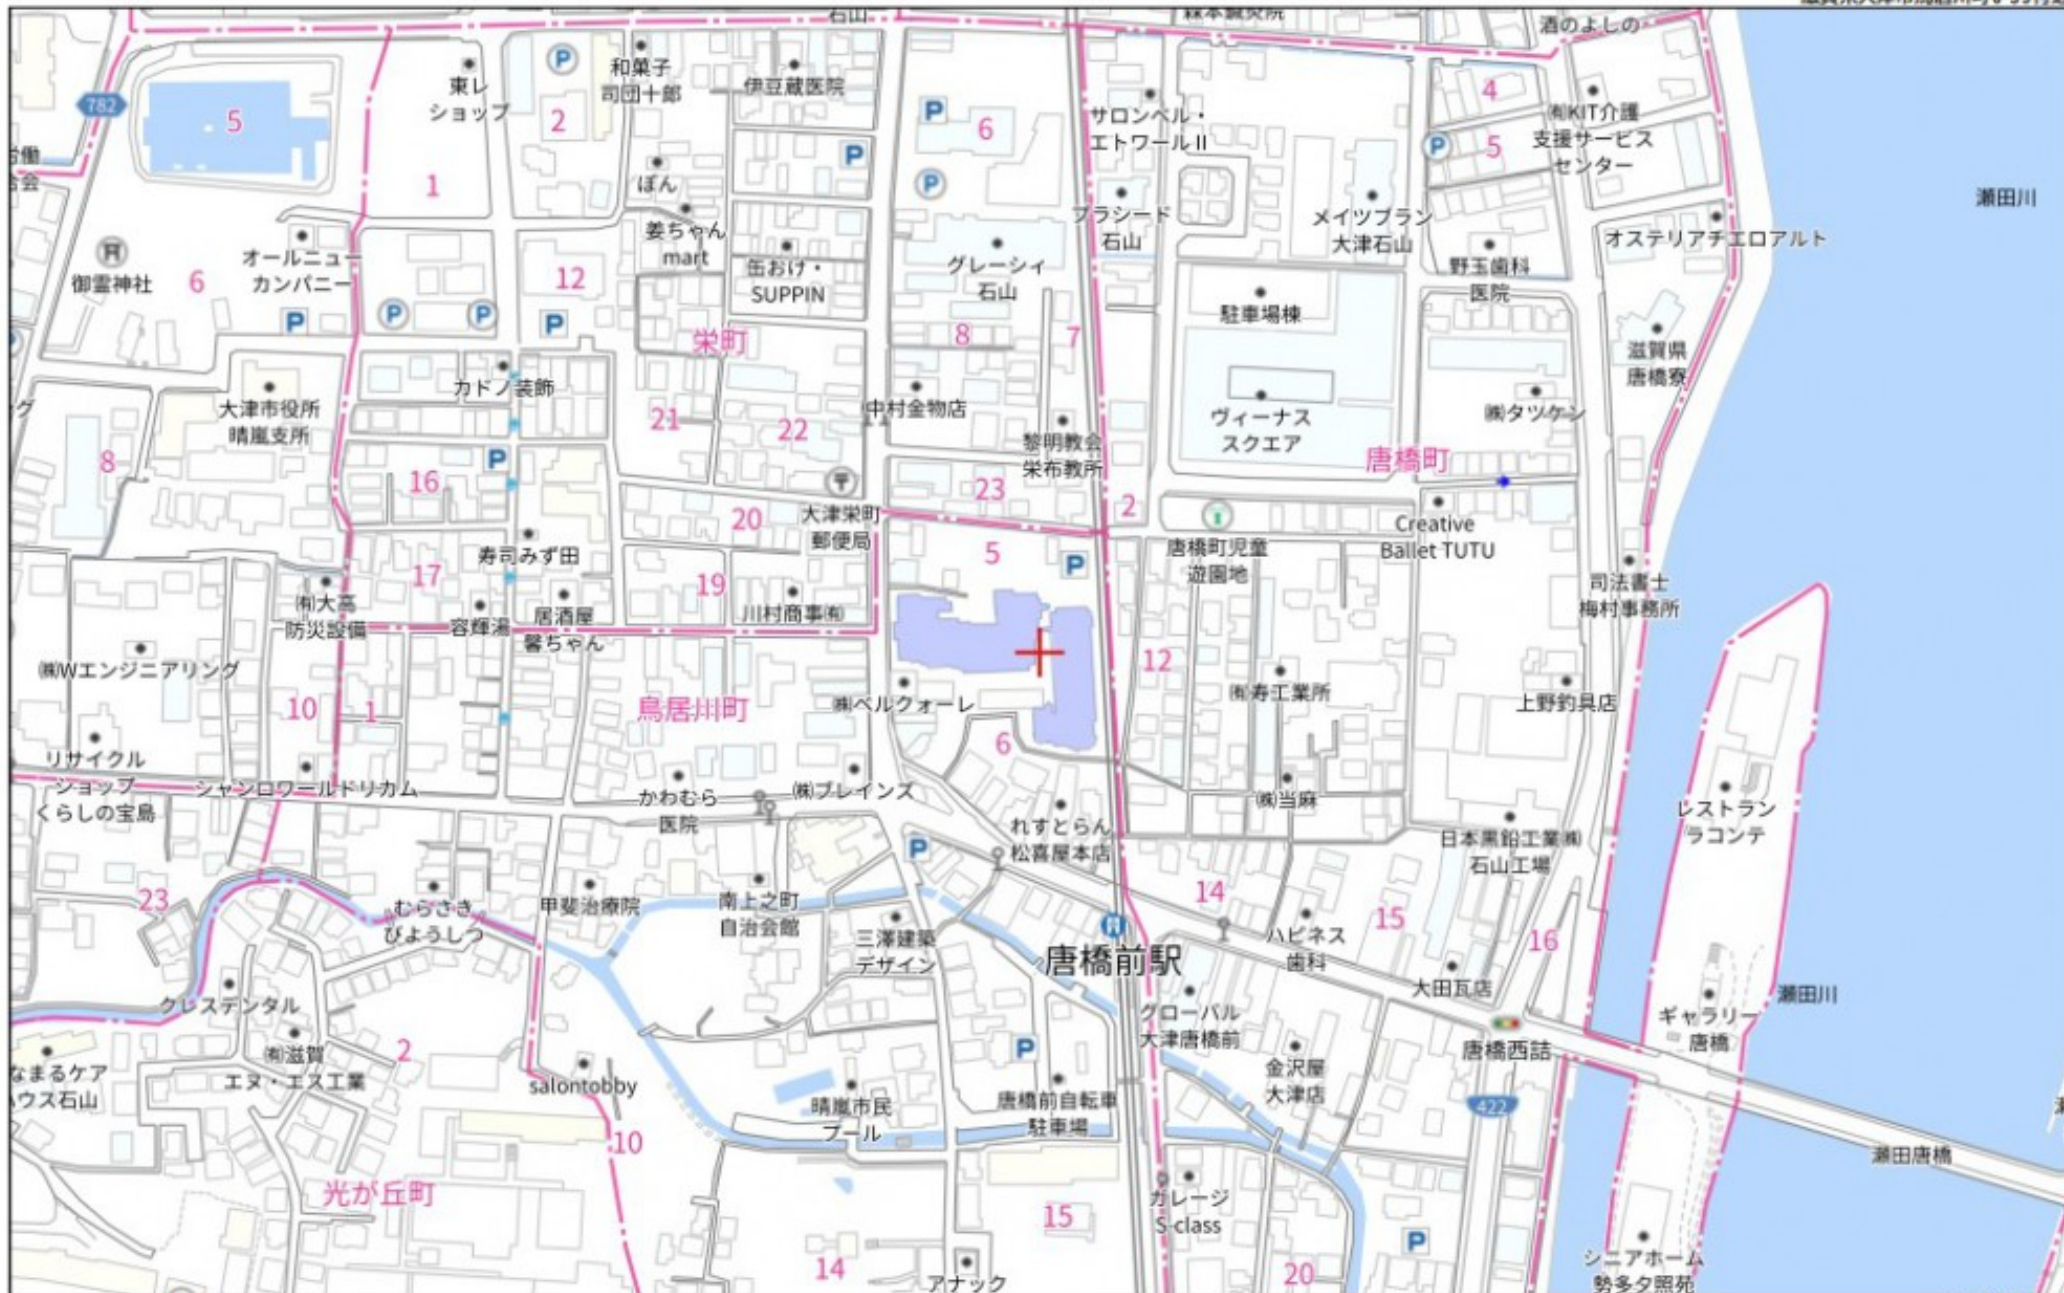 石山
酒のよしの
782
5
東レ
ショップ
P
2
和菓子
司団十郎
伊豆蔵医院
P
6
サロンベル・
エトワールⅡ
4
㈲KIT介護
支援サービス
センター
P
5
1
ぽん
P
P
瀬田川
姜ちゃん
mart
プラシード
石山
メイツブラン
大津石山
オステリアチエロアルト
御霊神社
6
オールニュー
カンパニー
12
缶おけ・
SUPPIN
グレーシィ
石山
野玉歯科
医院
P
P
P
P
栄町
8
7
駐車場棟
滋賀県
唐橋寮
大津市役所
晴嵐支所
カドノ装飾
21
22
中村金物店
黎明教会
栄布教所
ヴィーナス
スクエア
㈱タツケン
唐橋町
8
P
16
23
2
20
大津栄町
郵便局
Creative
Ballet TUTU
唐橋町児童
遊園地
寿司みず田
5
P
17
19
㈲大高
防災設備
容輝湯
居酒屋
馨ちゃん
川村商事㈲
司法書士
梅村事務所
㈱Wエンジニアリング
12
㈲寿工業所
10
1
鳥居川町
㈱ベルクォーレ
上野釣具店
6
リサイクル
ショップ
くらしの宝島
シャンロワールドリカム
かわむら
医院
㈱ブレインズ
㈱当麻
れすとらん
松喜屋本店
P
日本黒鉛工業㈱
石山工場
レストラン
ラコンテ
23
むらさき
びようしつ
甲斐治療院
南上之町
自治会館
14
15
16
三澤建築
デザイン
唐橋前駅
ハピネス
歯科
クレスデンタル
大田瓦店
瀬田川
グローバル
大津唐橋前
ギャラリー
唐橋
㈲滋賀
エヌ・エス工業
2
P
唐橋西詰
なまるケア
ハウス石山
salontobby
金沢屋
大津店
晴嵐市民
プール
唐橋前自転車
駐車場
422
10
瀬田唐橋
光が丘町
15
ガレージ
S-class
P
14
アナック
20
シニアホーム
勢多夕照苑